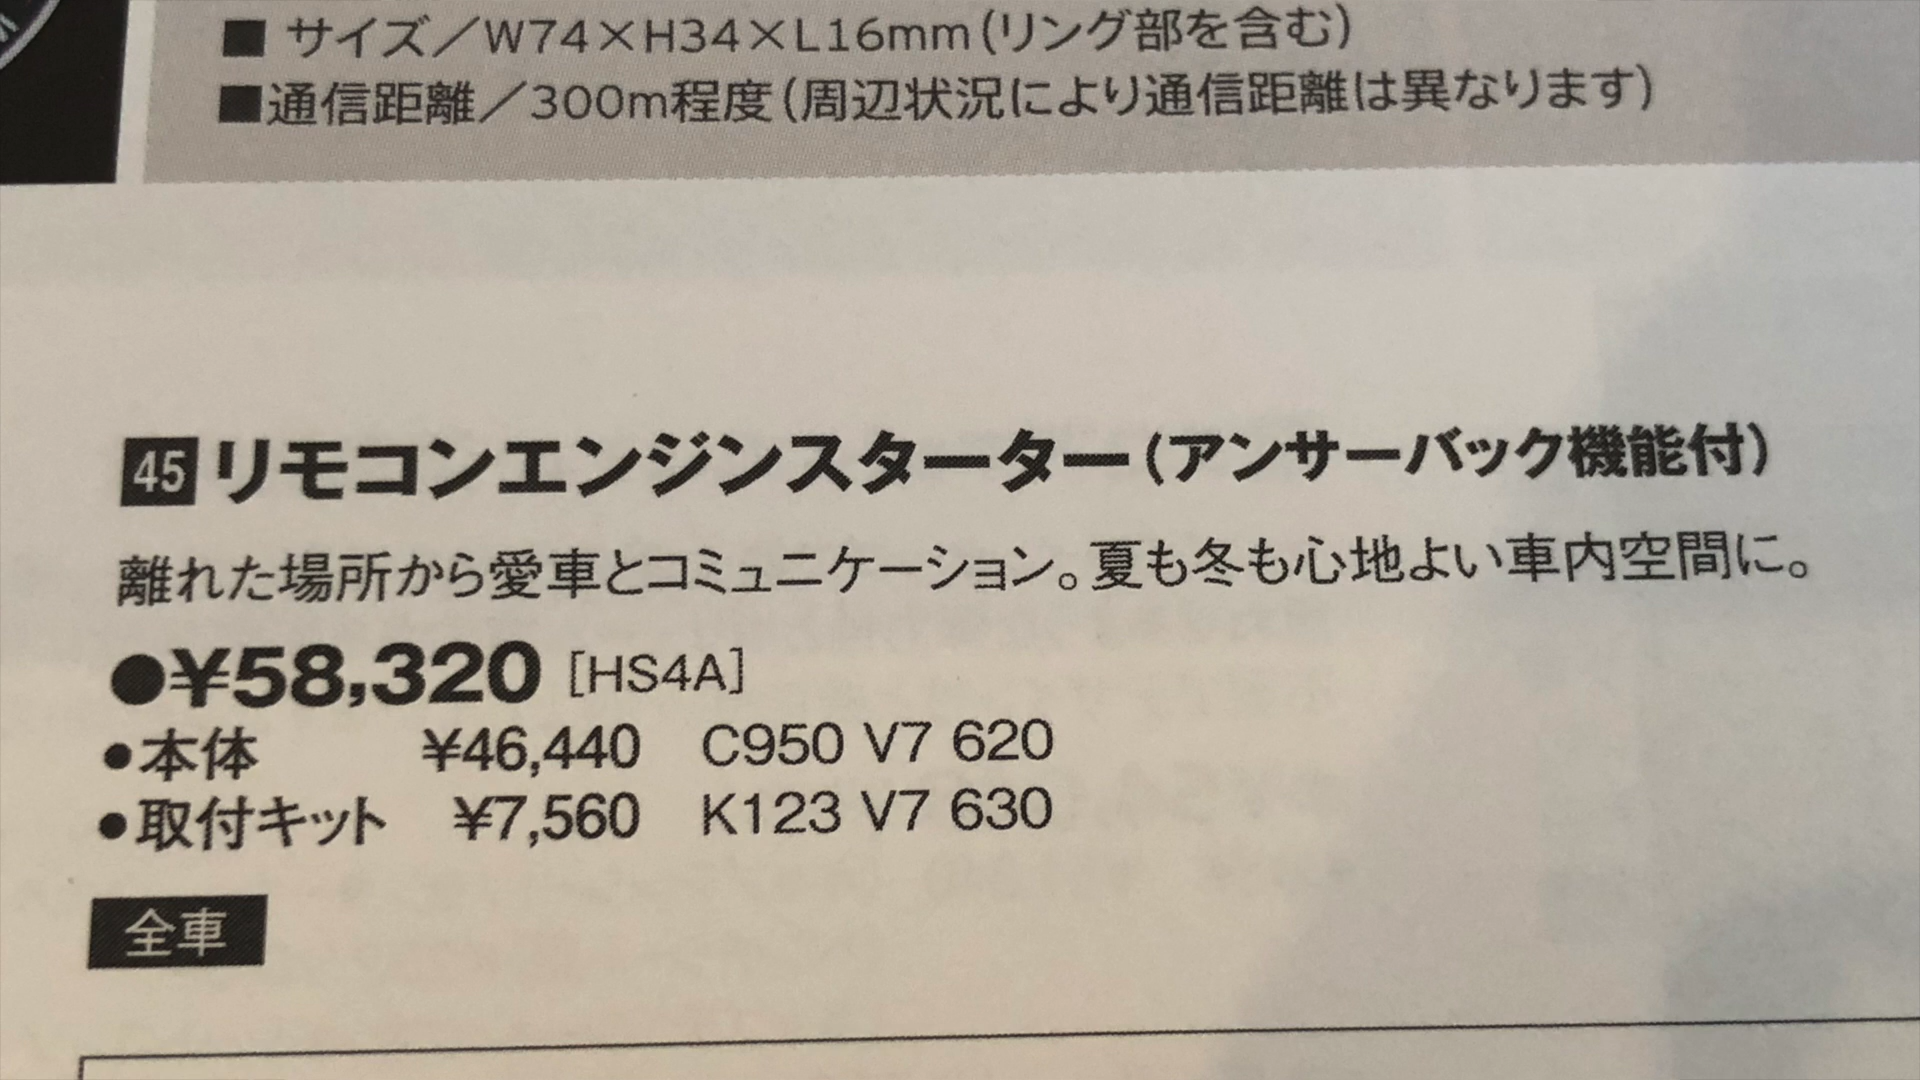 ■ サイズ／W74×H34×L16mm(リング部を含む)
■通信距離／300m程度(周辺状況により通信距離は異なります)
45 リモコンエンジンスターター(アンサーバック機能付)
離れた場所から愛車とコミュニケーション。夏も冬も心地よい車内空間に。
●¥58,320 [HS4A]
●本体 ¥46,440 C950 V7 620
●取付キット ¥7,560 K123 V7 630
全車